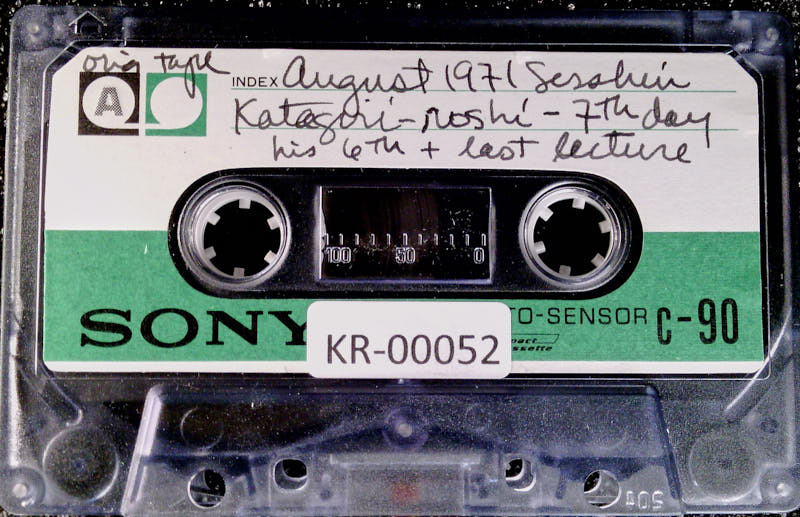 orig tape
A INDEX August 1971 Sesshin
Katagiri-roshi - 7th day
his 6th + last lecture
100 50 0
SONY TO-SENSOR C-90
KR-00052